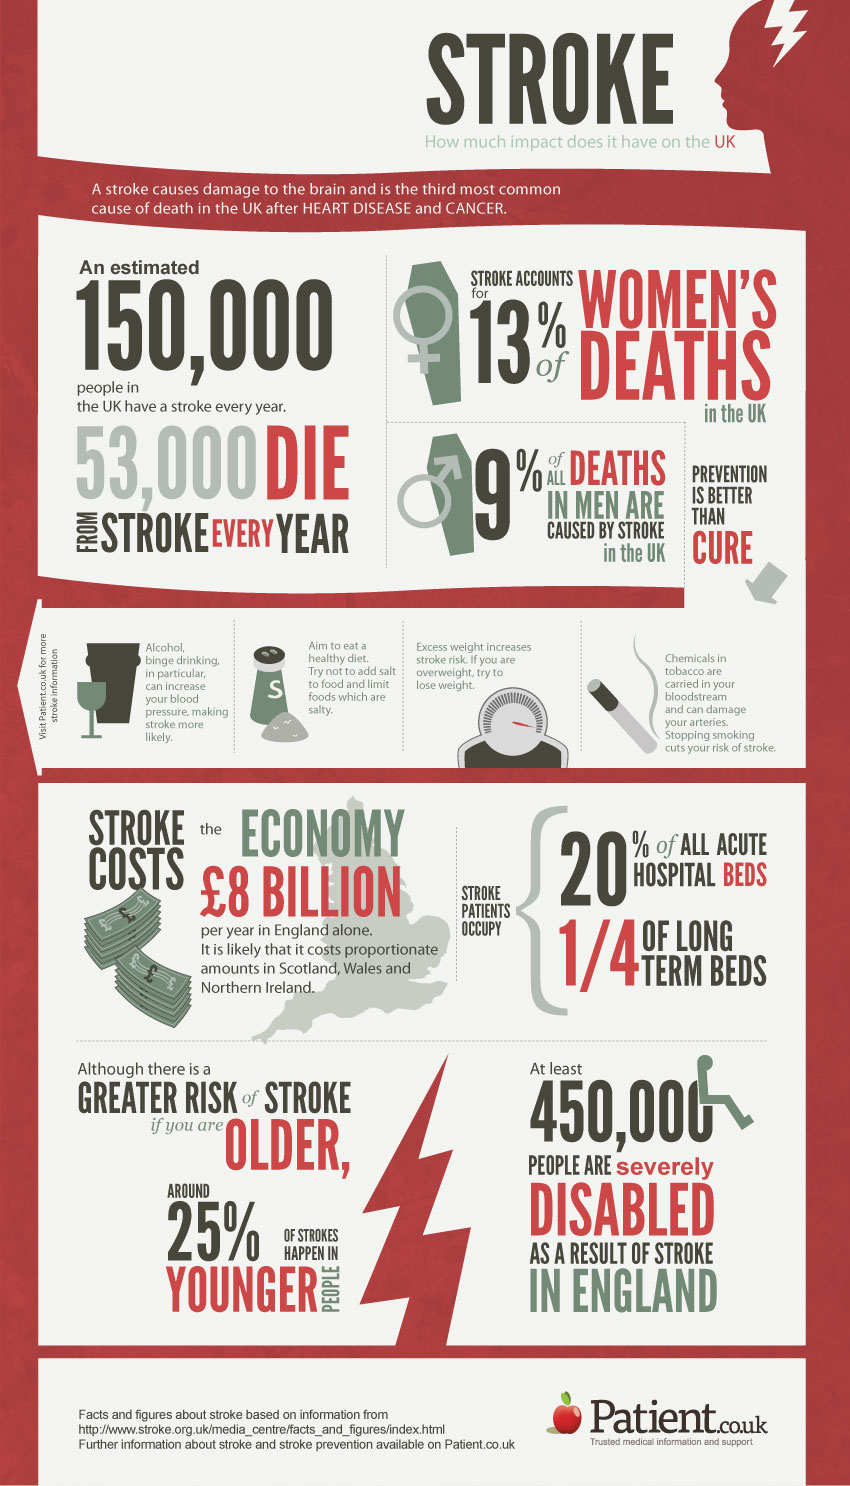 STROKE
How much impact does it have on the UK
A stroke causes damage to the brain and is the third most common
cause of death in the UK after HEART DISEASE and CANCER.
An estimated
150,000
people in
the UK have a stroke every year.
53,000 DIE
FROM STROKE EVERY YEAR
STROKE ACCOUNTS
for
13% of
WOMEN'S
DEATHS
in the UK
9% of
ALL DEATHS
IN MEN ARE
CAUSED BY STROKE
in the UK
PREVENTION
IS BETTER
THAN
CURE
Visit Patient.co.uk for more
stroke information
Alcohol,
binge drinking,
in particular,
can increase
your blood
pressure, making
stroke more
likely.
S
Aim to eat a
healthy diet.
Try not to add salt
to food and limit
foods which are
salty.
Excess weight increases
stroke risk. If you are
overweight, try to
lose weight.
Chemicals in
tobacco are
carried in your
bloodstream
and can damage
your arteries.
Stopping smoking
cuts your risk of stroke.
STROKE
COSTS
the ECONOMY
£8 BILLION
per year in England alone.
It is likely that it costs proportionate
amounts in Scotland, Wales and
Northern Ireland.
£ £
£ £
STROKE
PATIENTS
OCCUPY
20% of ALL ACUTE
HOSPITAL BEDS
1/4 OF LONG
TERM BEDS
Although there is a
GREATER RISK of STROKE
if you are OLDER,
AROUND
25% OF STROKES
HAPPEN IN
YOUNGER PEOPLE
At least
450,000
PEOPLE ARE severely
DISABLED
AS A RESULT OF STROKE
IN ENGLAND
Facts and figures about stroke based on information from
http://www.stroke.org.uk/media_centre/facts_and_figures/index.html
Further information about stroke and stroke prevention available on Patient.co.uk
Patient.co.uk
Trusted medical information and support